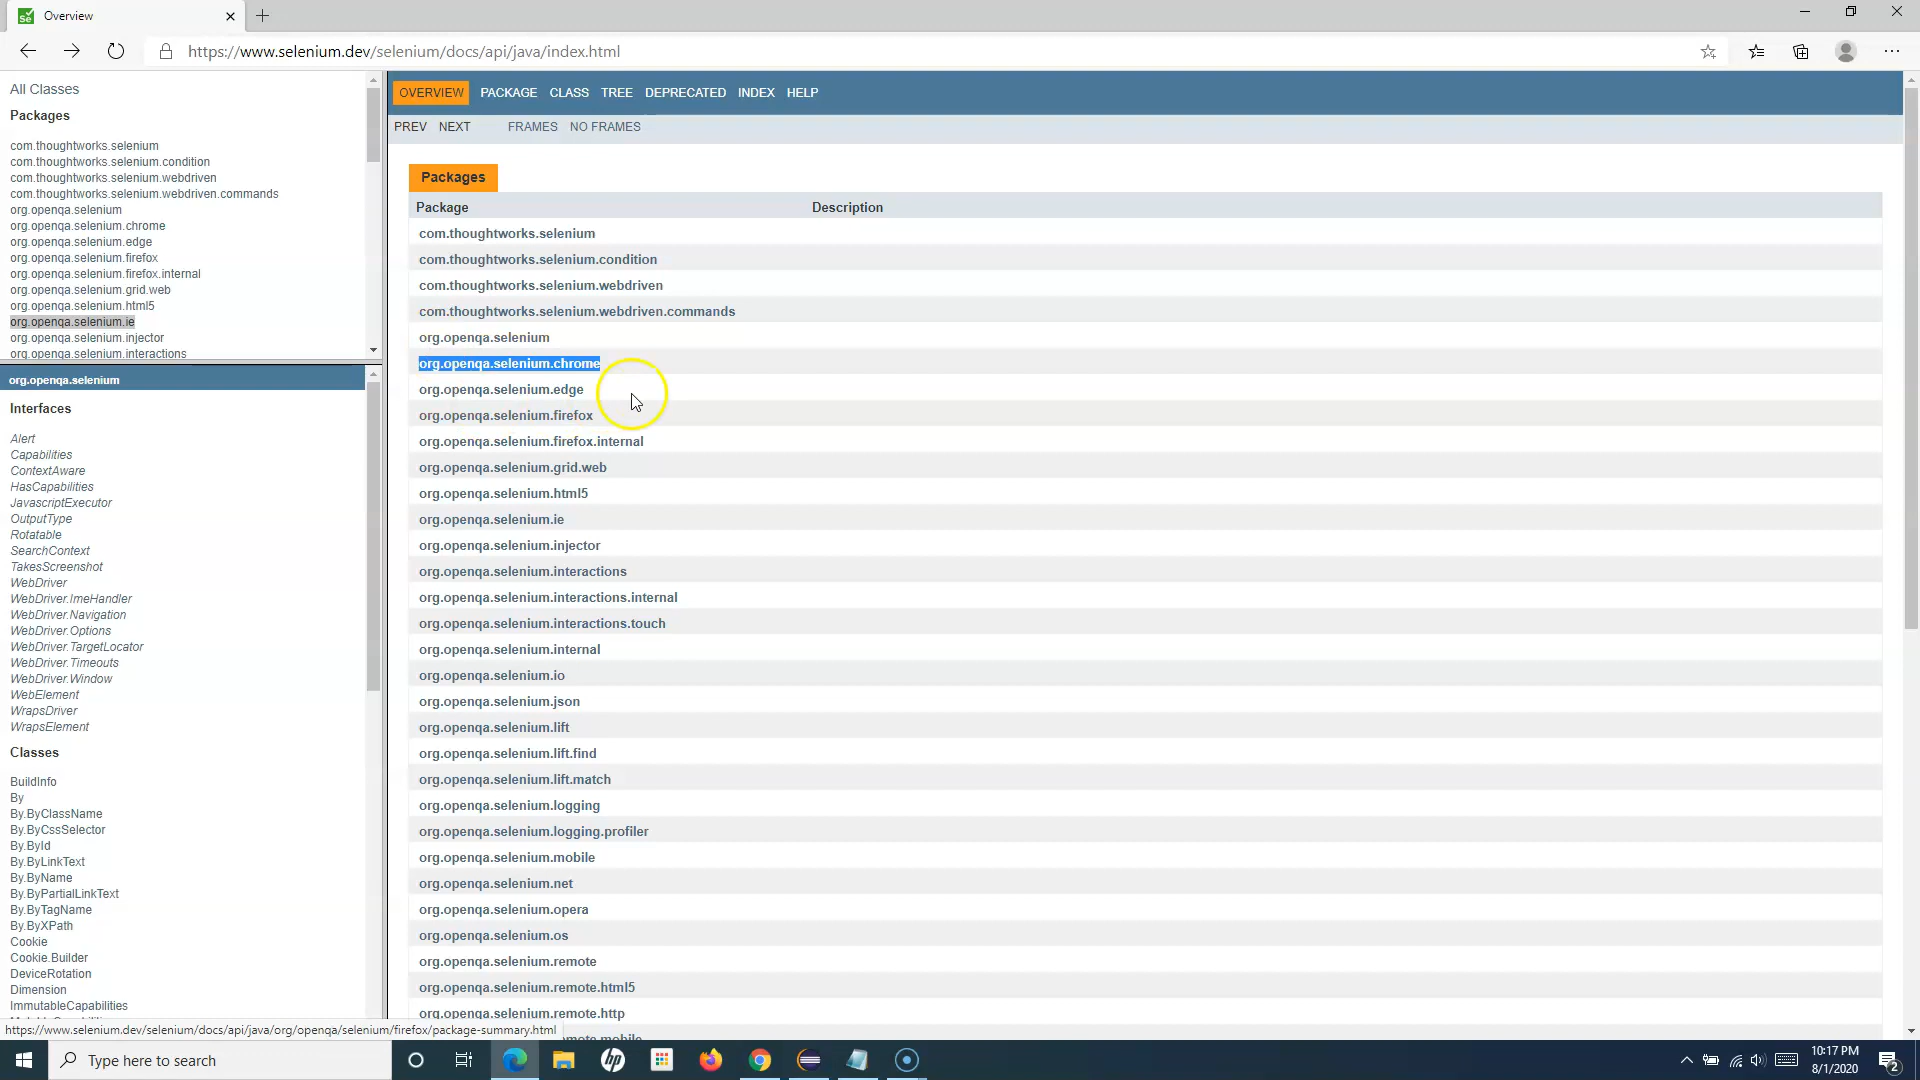 Overview
https://www.selenium.dev/selenium/docs/api/java/index.html
All Classes
Packages
com.thoughtworks.selenium
com.thoughtworks.selenium.condition
com.thoughtworks.selenium.webdriven
com.thoughtworks.selenium.webdriven.commands
org.openqa.selenium
org.openqa.selenium.chrome
org.openqa.selenium.edge
org.openqa.selenium.firefox
org.openqa.selenium.firefox.internal
org.openqa.selenium.grid.web
org.openqa.selenium.html5
org.openqa.selenium.ie
org.openqa.selenium.injector
org.openqa.selenium.interactions
org.openqa.selenium
Interfaces
Alert
Capabilities
ContextAware
HasCapabilities
JavascriptExecutor
OutputType
Rotatable
SearchContext
TakesScreenshot
WebDriver
WebDriver.ImeHandler
WebDriver.Navigation
WebDriver.Options
WebDriver.TargetLocator
WebDriver.Timeouts
WebDriver.Window
WebElement
WrapsDriver
WrapsElement
Classes
BuildInfo
By
By.ByClassName
By.ByCssSelector
By.ById
By.ByLinkText
By.ByName
By.ByPartialLinkText
By.ByTagName
By.ByXPath
Cookie
Cookie.Builder
DeviceRotation
Dimension
ImmutableCapabilities
https://www.selenium.dev/selenium/docs/api/java/org/openqa/selenium/firefox/package-summary.html
OVERVIEW PACKAGE CLASS TREE DEPRECATED INDEX HELP
PREV NEXT FRAMES NO FRAMES
Packages
Package Description
com.thoughtworks.selenium
com.thoughtworks.selenium.condition
com.thoughtworks.selenium.webdriven
com.thoughtworks.selenium.webdriven.commands
org.openqa.selenium
org.openqa.selenium.chrome
org.openqa.selenium.edge
org.openqa.selenium.firefox
org.openqa.selenium.firefox.internal
org.openqa.selenium.grid.web
org.openqa.selenium.html5
org.openqa.selenium.ie
org.openqa.selenium.injector
org.openqa.selenium.interactions
org.openqa.selenium.interactions.internal
org.openqa.selenium.interactions.touch
org.openqa.selenium.internal
org.openqa.selenium.io
org.openqa.selenium.json
org.openqa.selenium.lift
org.openqa.selenium.lift.find
org.openqa.selenium.lift.match
org.openqa.selenium.logging
org.openqa.selenium.logging.profiler
org.openqa.selenium.mobile
org.openqa.selenium.net
org.openqa.selenium.opera
org.openqa.selenium.os
org.openqa.selenium.remote
org.openqa.selenium.remote.html5
org.openqa.selenium.remote.http
Type here to search
10:17 PM
8/1/2020
2